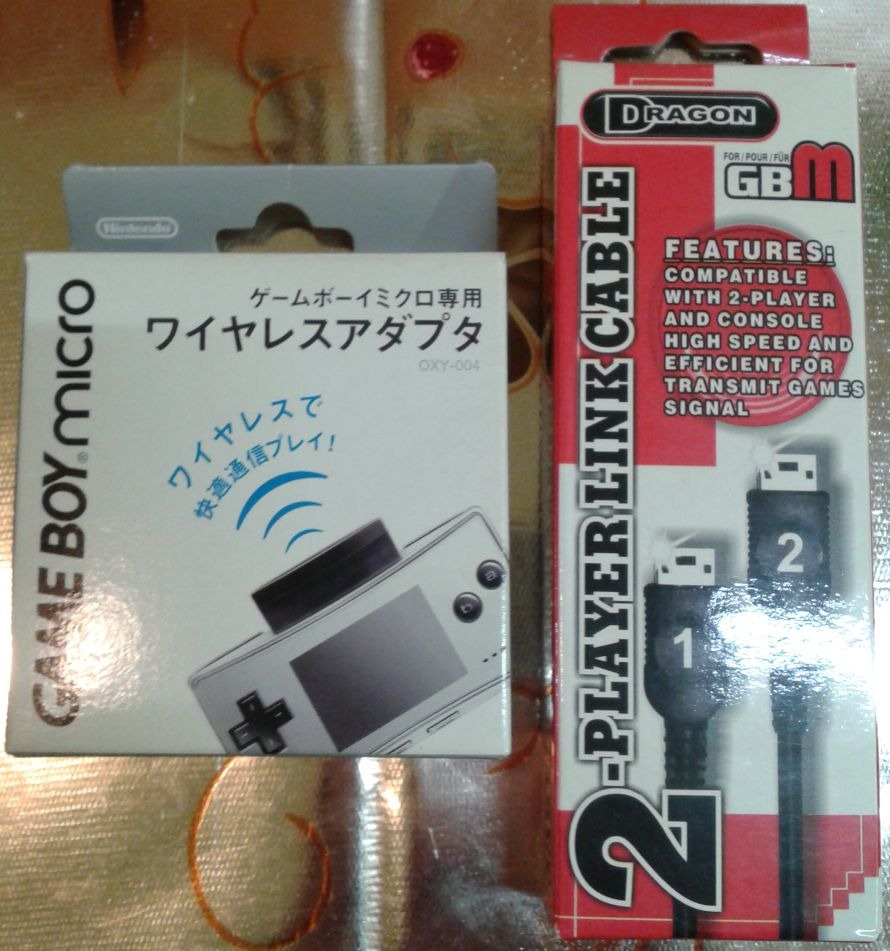 Nintendo
GAME BOY® micro
ゲームボーイミクロ専用
ワイヤレスアダプタ
OXY-004
ワイヤレスで
快適通信プレイ!
a
b
DRAGON
FOR / POUR / FÜR
GBM
2-PLAYER LINK CABLE
FEATURES:
COMPATIBLE
WITH 2-PLAYER
AND CONSOLE
HIGH SPEED AND
EFFICIENT FOR
TRANSMIT GAMES
SIGNAL
2
1